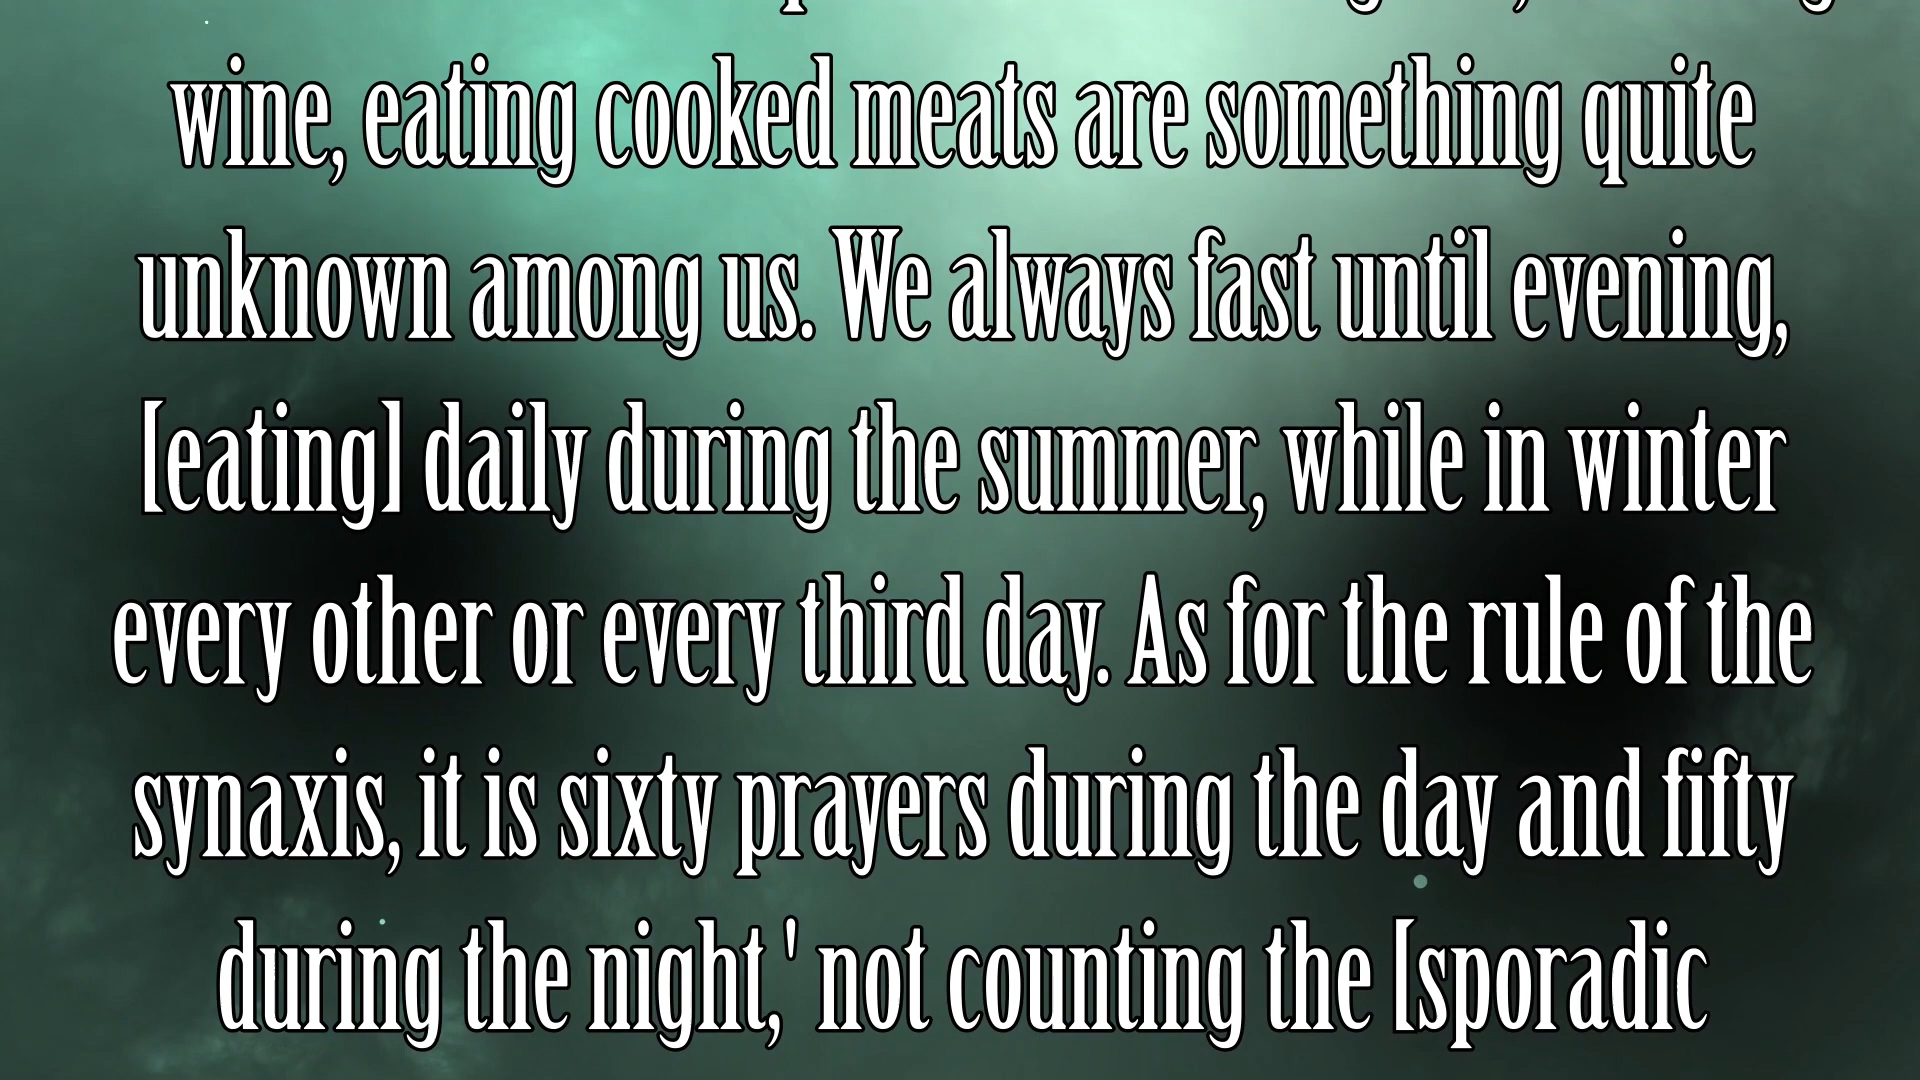 wine, eating cooked meats are something quite
unknown among us. We always fast until evening,
[eating] daily during the summer, while in winter
every other or every third day. As for the rule of the
synaxis, it is sixty prayers during the day and fifty
during the night,' not counting the [sporadic